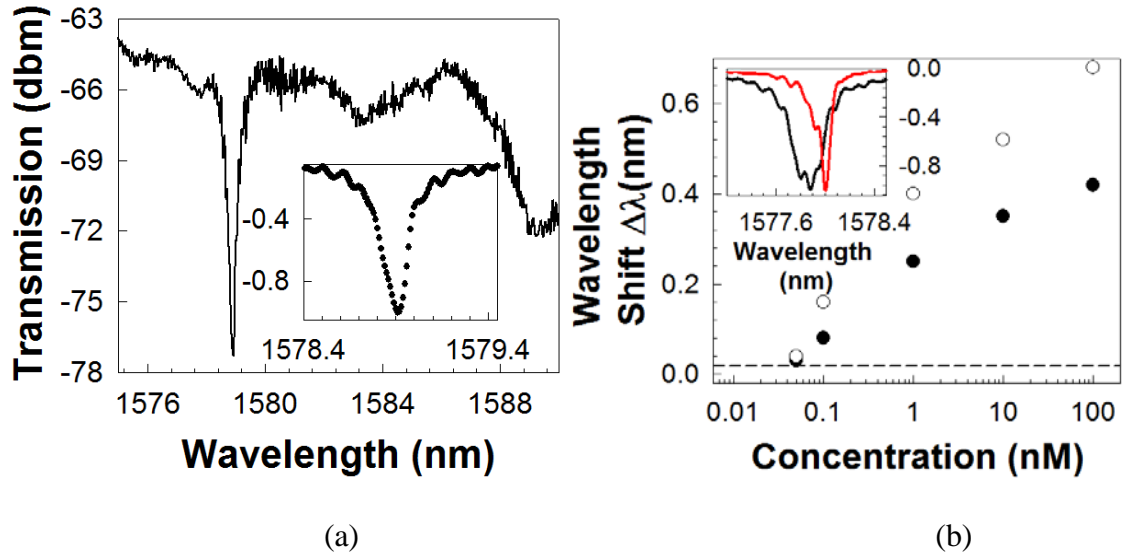 Transmission (dbm)
-63
-66
-69
-72
-75
-78
1576 1580 1584 1588
Wavelength (nm)
-0.4
-0.8
1578.4 1579.4
(a)
Wavelength
Shift Δλ(nm)
0.6
0.4
0.2
0.0
0.01 0.1 1 10 100
Concentration (nM)
0.0
-0.4
-0.8
1577.6 1578.4
Wavelength
(nm)
(b)